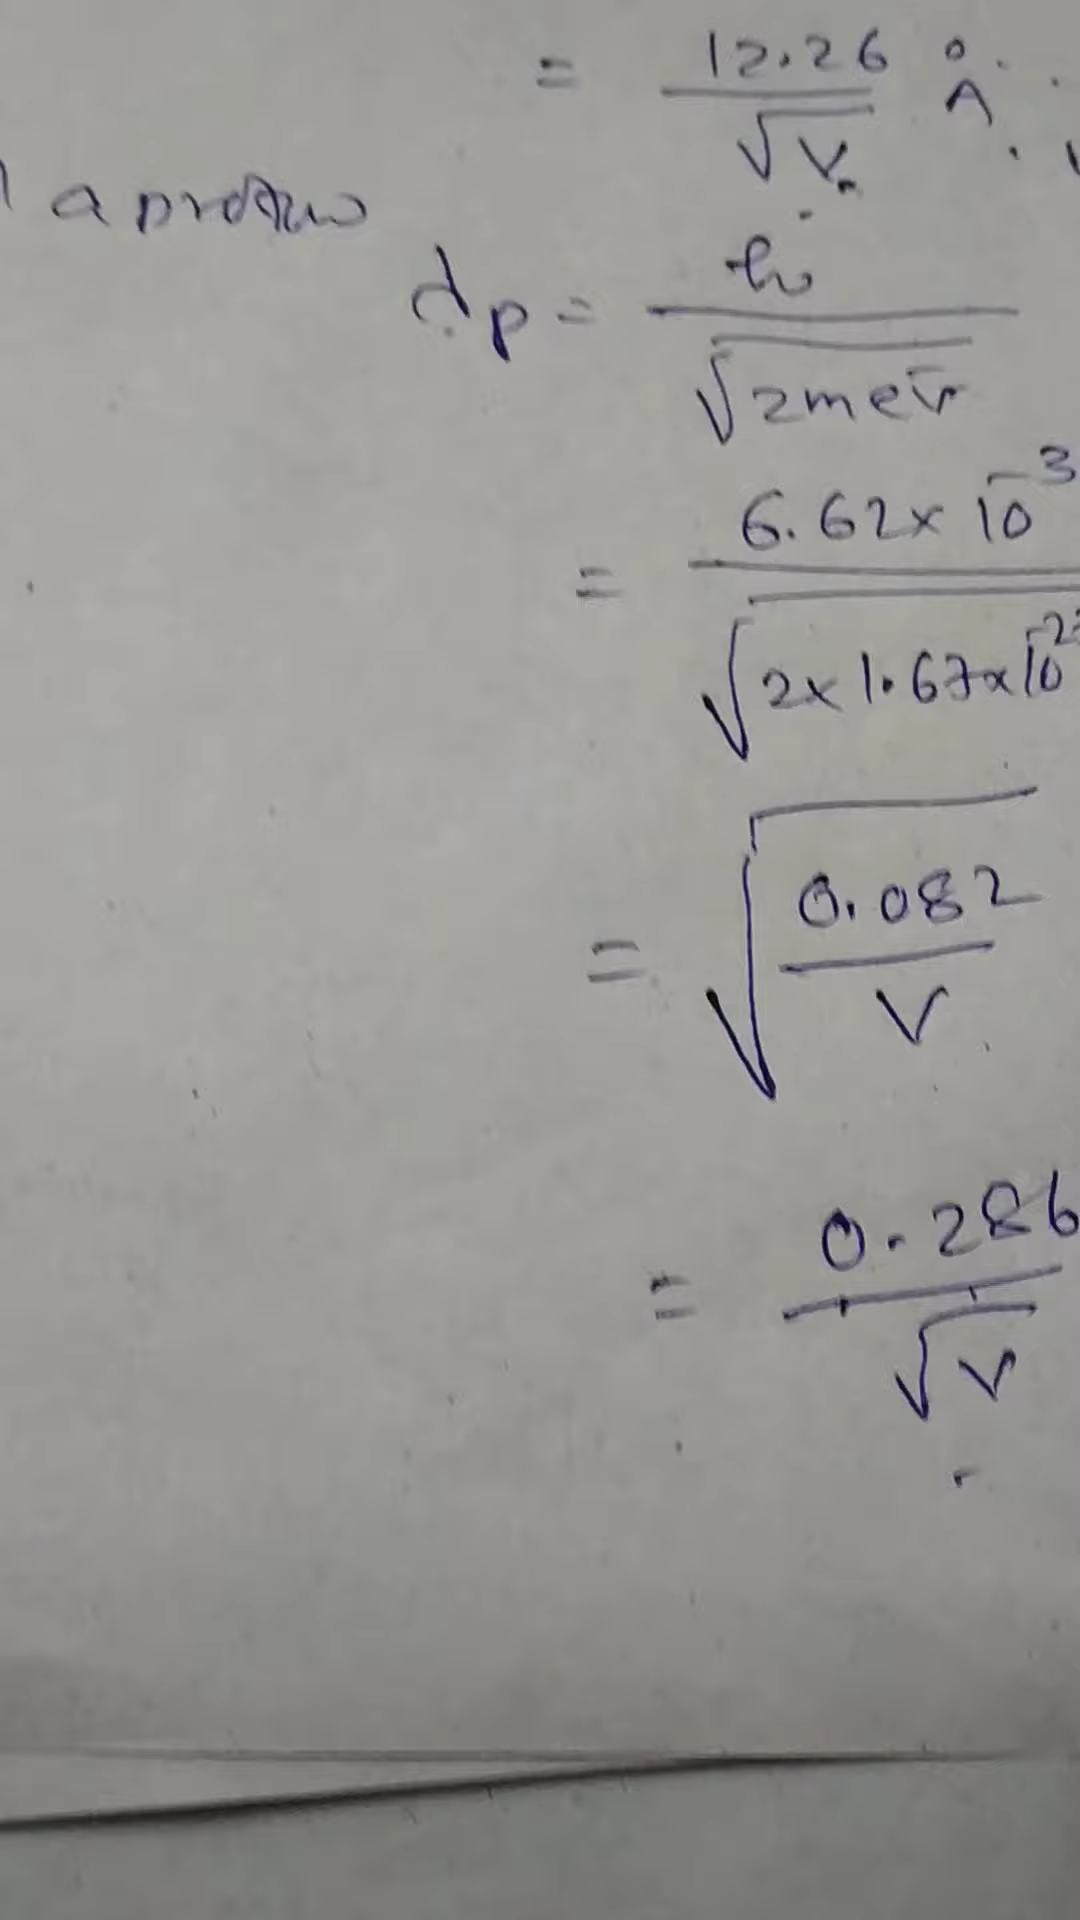 = 12.26 / √V Å
a proton
λp = h / √2meV
= 6.62 × 10^-3
√2 × 1.67 × 10^-2
= √0.082 / V
= 0.286 / √V